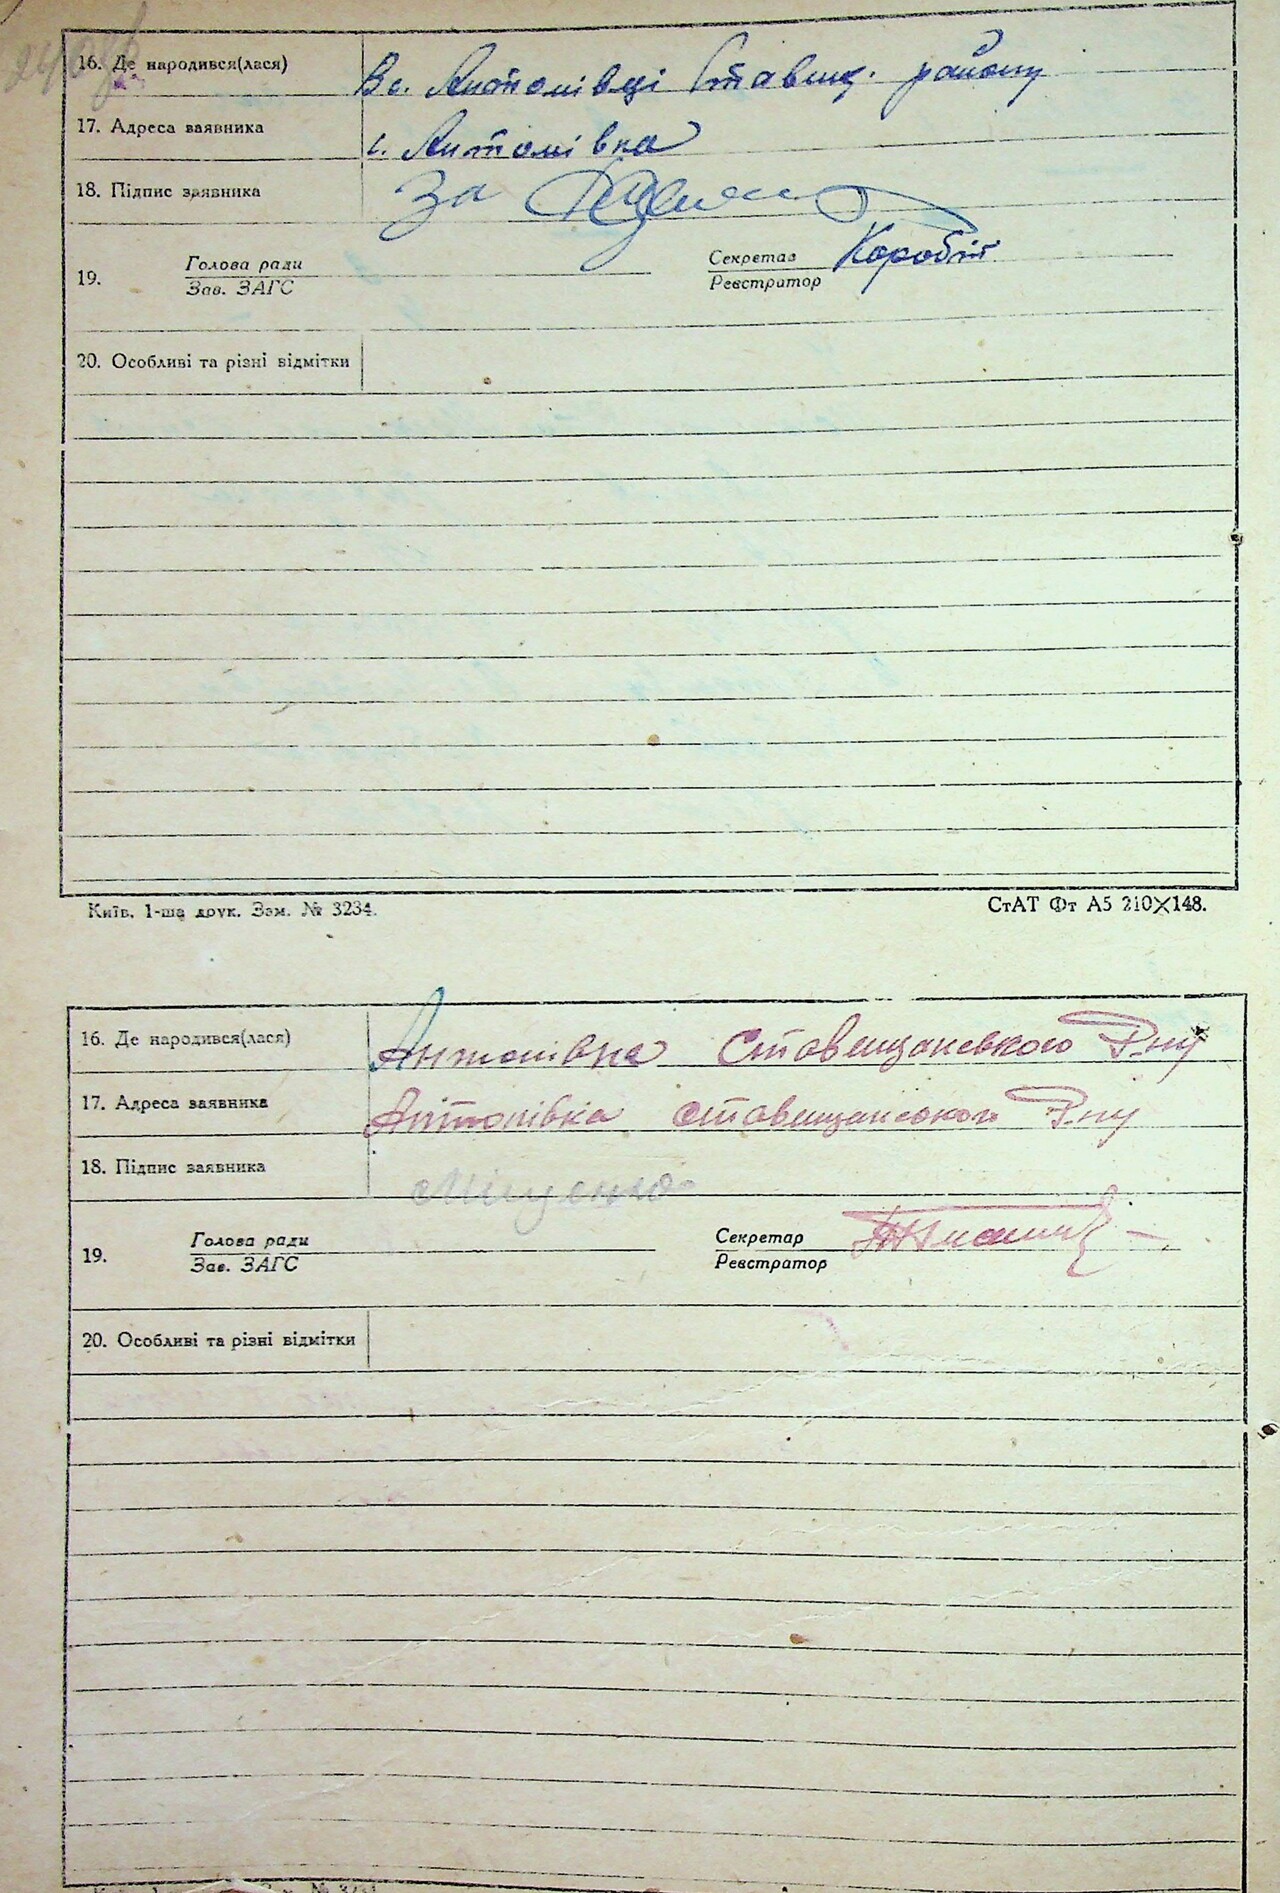 16. Де народився(лася) В с. Антонівці Ставищ. району
17. Адреса заявника с. Антонівка
18. Підпис заявника За
19. Голова ради Секретар Коробій
Зав. ЗАГС Реєстратор
20. Особливі та різні відмітки
Київ. 1-ша друк. Зам. № 3234. СтАТ Фт А5 210×148.
16. Де народився(лася) Антонівка Ставищанського р-ну
17. Адреса заявника Антонівка Ставищанського р-ну
18. Підпис заявника Міщенко
19. Голова ради Секретар
Зав. ЗАГС Реєстратор
20. Особливі та різні відмітки